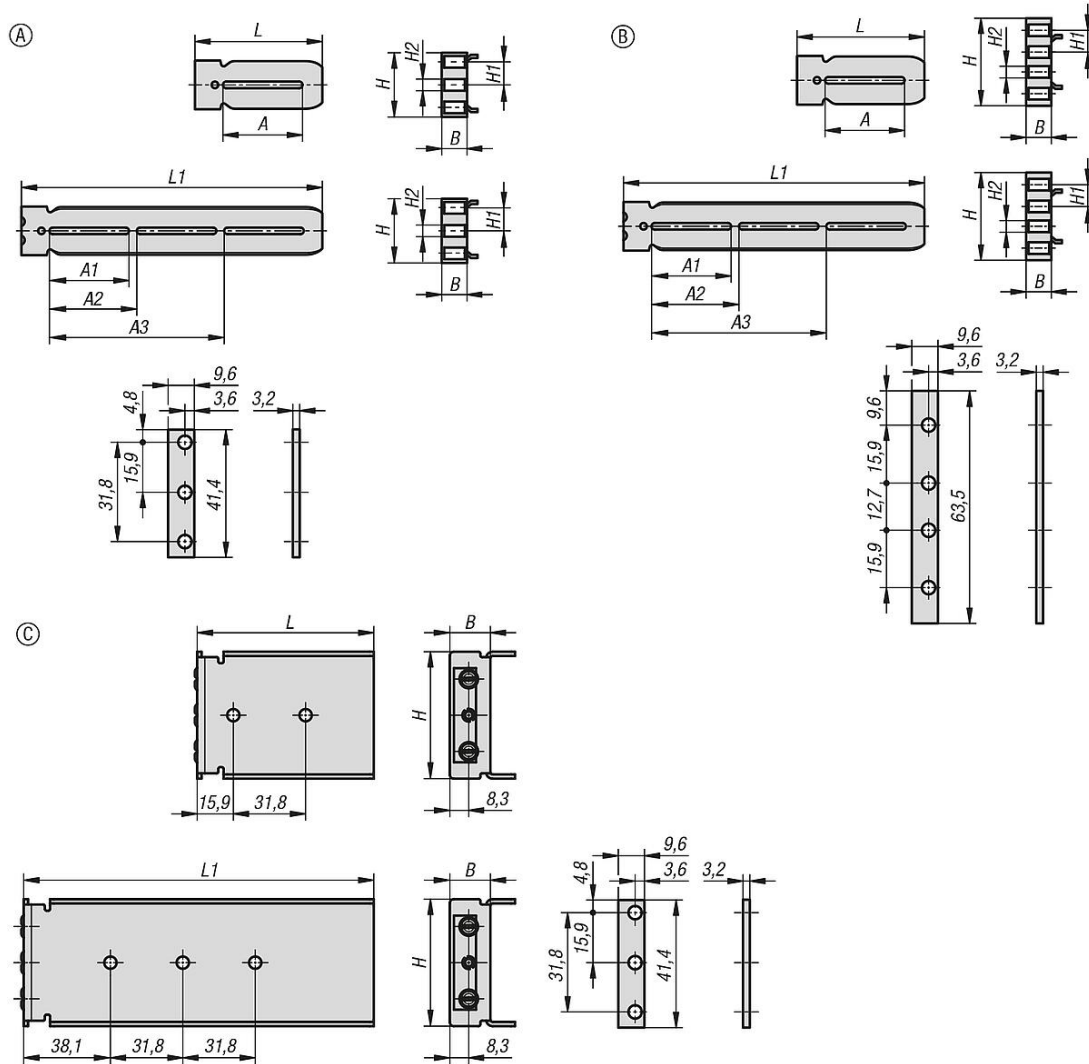 A
L
A
H
H2
H1
B
L1
A1
A2
A3
H
H2
H1
B
9,6
3,6
4,8
15,9
31,8
41,4
3,2
B
L
A
H
H2
H1
B
L1
A1
A2
A3
H
H2
H1
B
9,6
3,6
9,6
15,9
12,7
15,9
63,5
3,2
C
L
15,9
31,8
B
H
8,3
L1
38,1
31,8
31,8
B
H
8,3
9,6
3,6
4,8
15,9
31,8
41,4
3,2